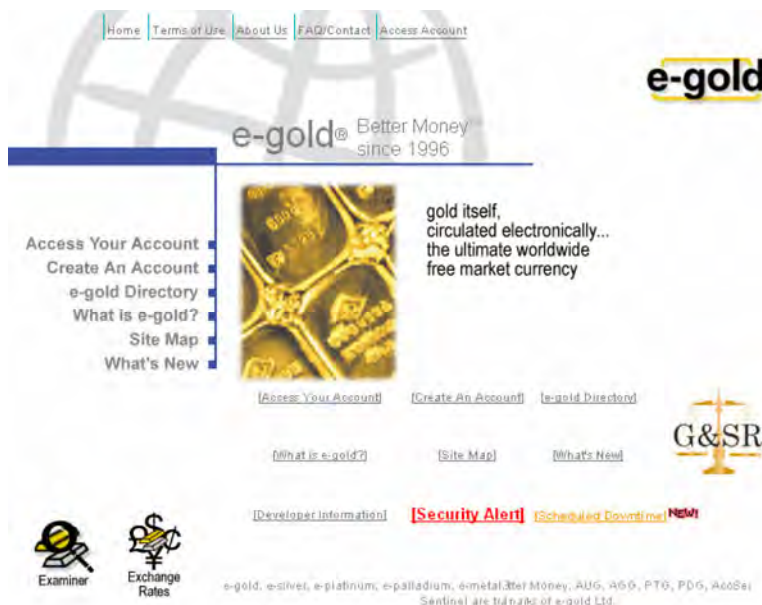 Home Terms of Use About Us FAQ/Contact Access Account
e-gold
e-gold® Better Money™
since 1996
gold itself,
circulated electronically...
the ultimate worldwide
free market currency
Access Your Account
Create An Account
e-gold Directory
What is e-gold?
Site Map
What's New
[Access Your Account] [Create An Account] [e-gold Directory]
G&SR
[What is e-gold?] [Site Map] [What's New]
[Developer Information] [Security Alert] [Scheduled Downtime] NEW!
Examiner
Exchange
Rates
e-gold, e-silver, e-platinum, e-palladium, e-metal, Money, AUG, AGG, PTG, PDG,
Sentinel are of e-gold Ltd.